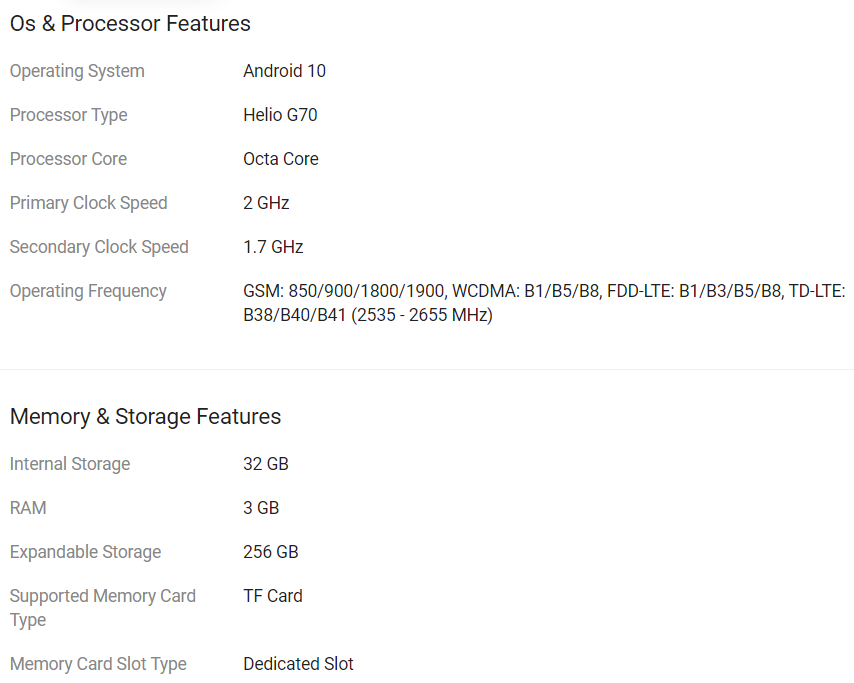 Os & Processor Features
Operating System Android 10
Processor Type Helio G70
Processor Core Octa Core
Primary Clock Speed 2 GHz
Secondary Clock Speed 1.7 GHz
Operating Frequency GSM: 850/900/1800/1900, WCDMA: B1/B5/B8, FDD-LTE: B1/B3/B5/B8, TD-LTE:
B38/B40/B41 (2535 - 2655 MHz)
Memory & Storage Features
Internal Storage 32 GB
RAM 3 GB
Expandable Storage 256 GB
Supported Memory Card TF Card
Type
Memory Card Slot Type Dedicated Slot